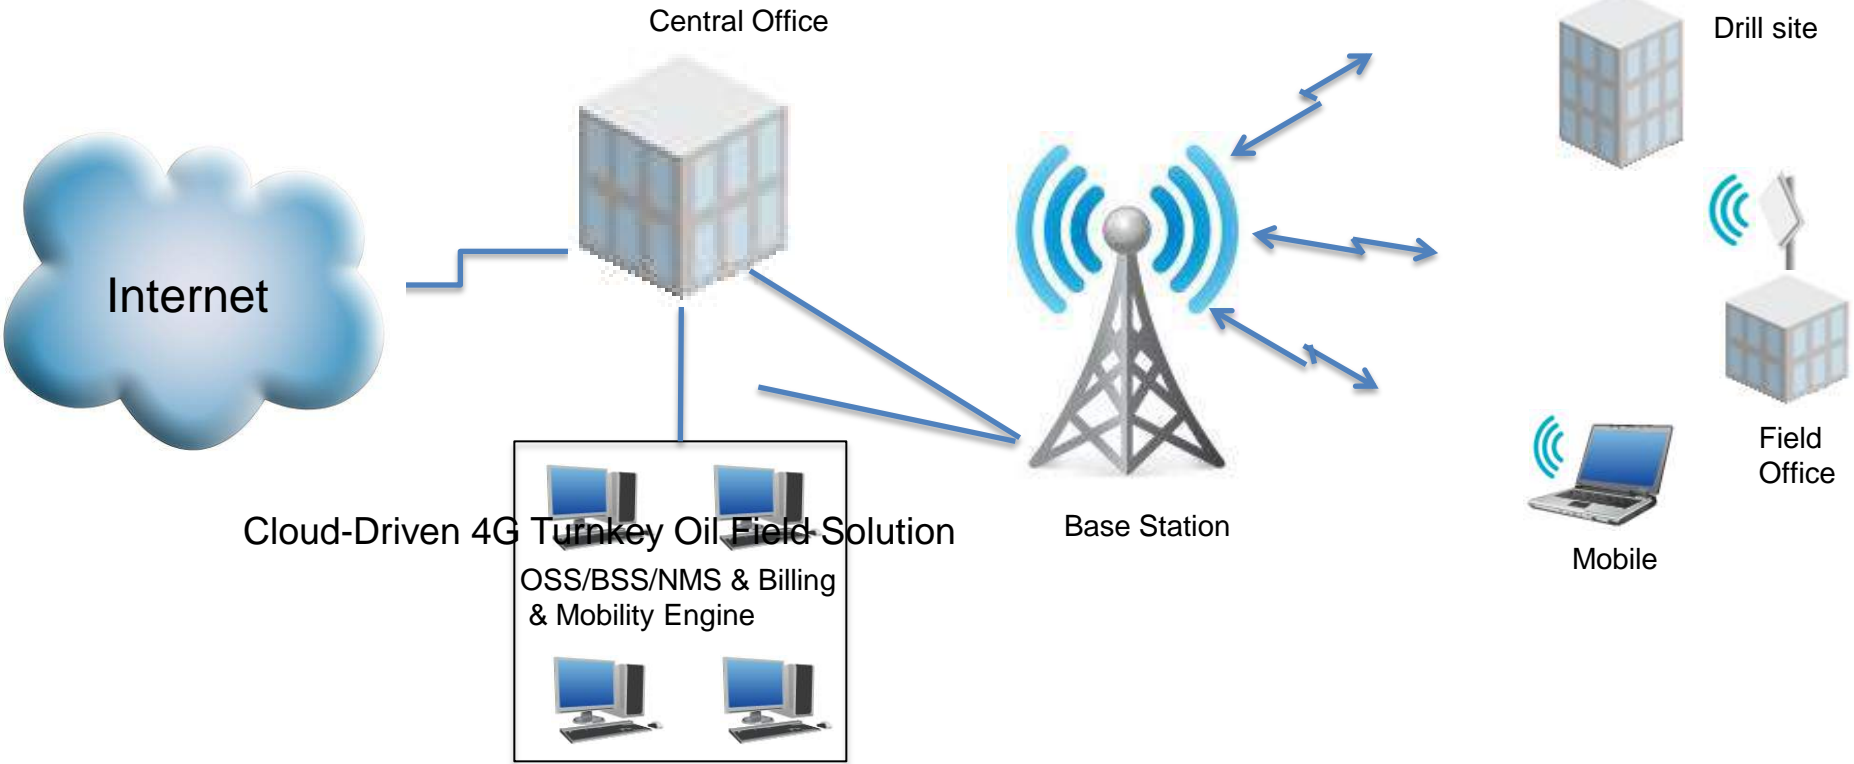 Central Office
Drill site
Internet
Field
Office
Cloud-Driven 4G Turnkey Oil Field Solution
Base Station
Mobile
OSS/BSS/NMS & Billing
& Mobility Engine